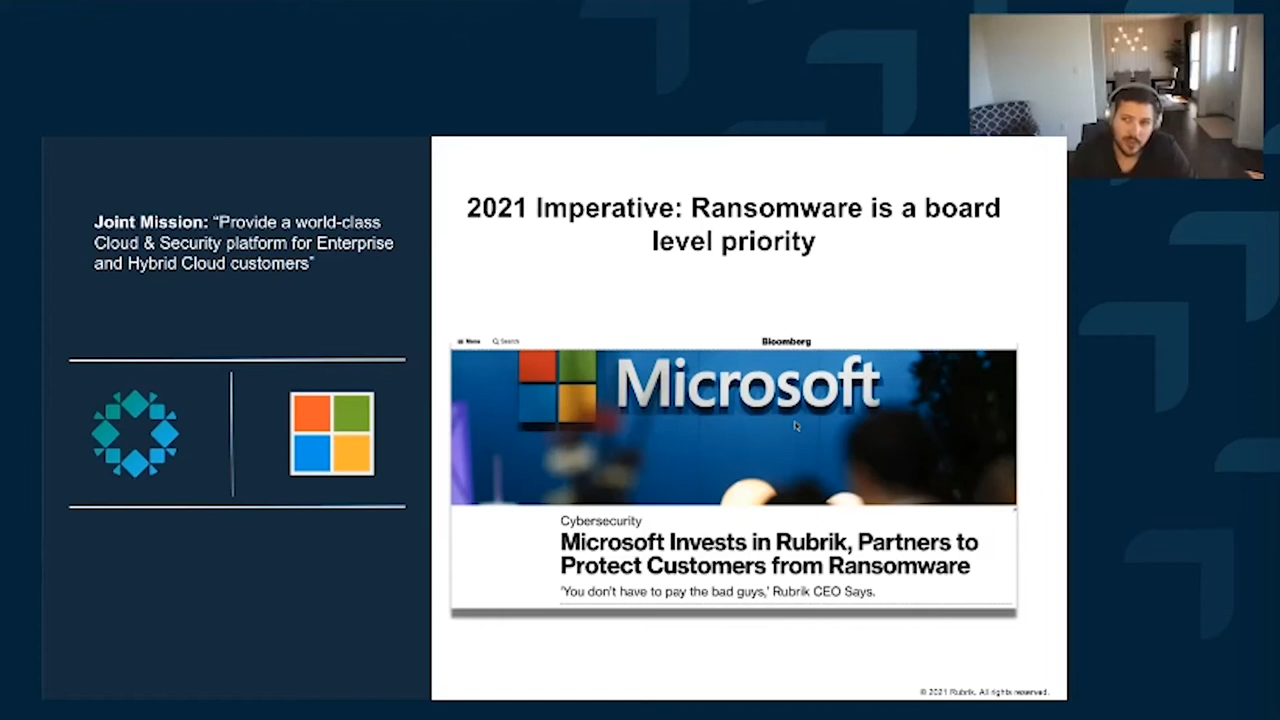 Joint Mission: “Provide a world-class
Cloud & Security platform for Enterprise
and Hybrid Cloud customers”
2021 Imperative: Ransomware is a board
level priority
Menu
Search
Bloomberg
Microsoft
Cybersecurity
Microsoft Invests in Rubrik, Partners to
Protect Customers from Ransomware
‘You don’t have to pay the bad guys,’ Rubrik CEO Says.
© 2021 Rubrik. All rights reserved.